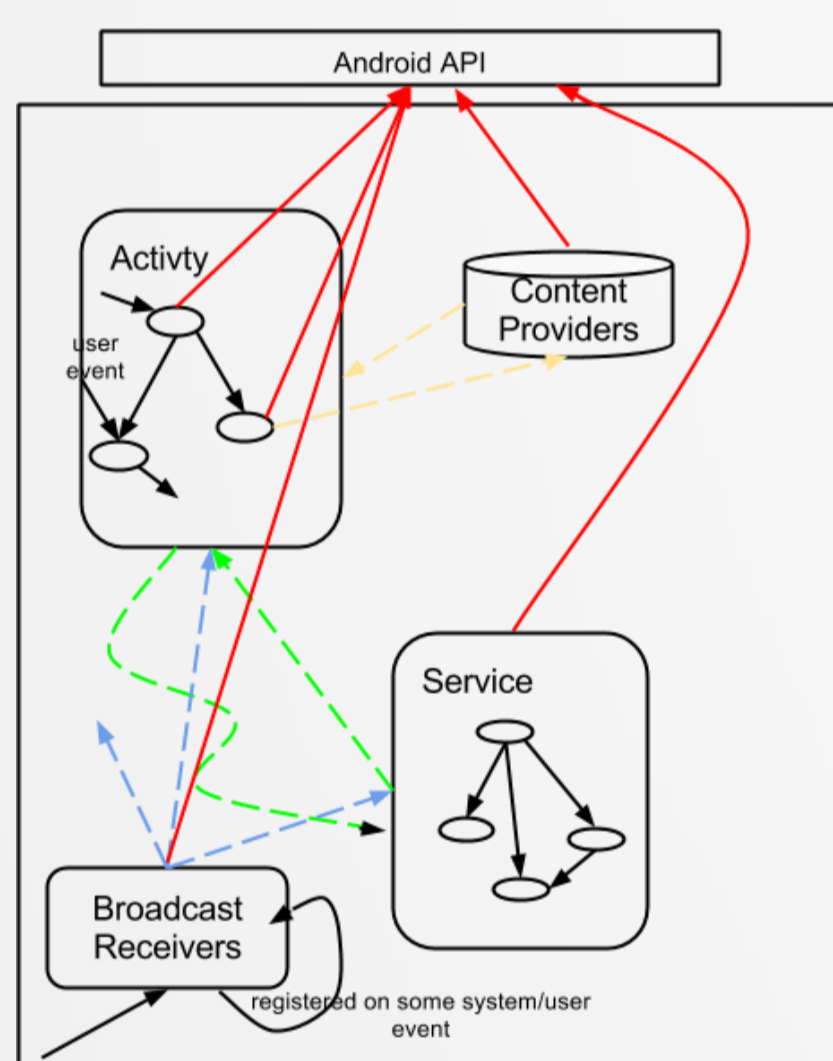 Android API
Activty
user
event
Content
Providers
Service
Broadcast
Receivers
registered on some system/user
event